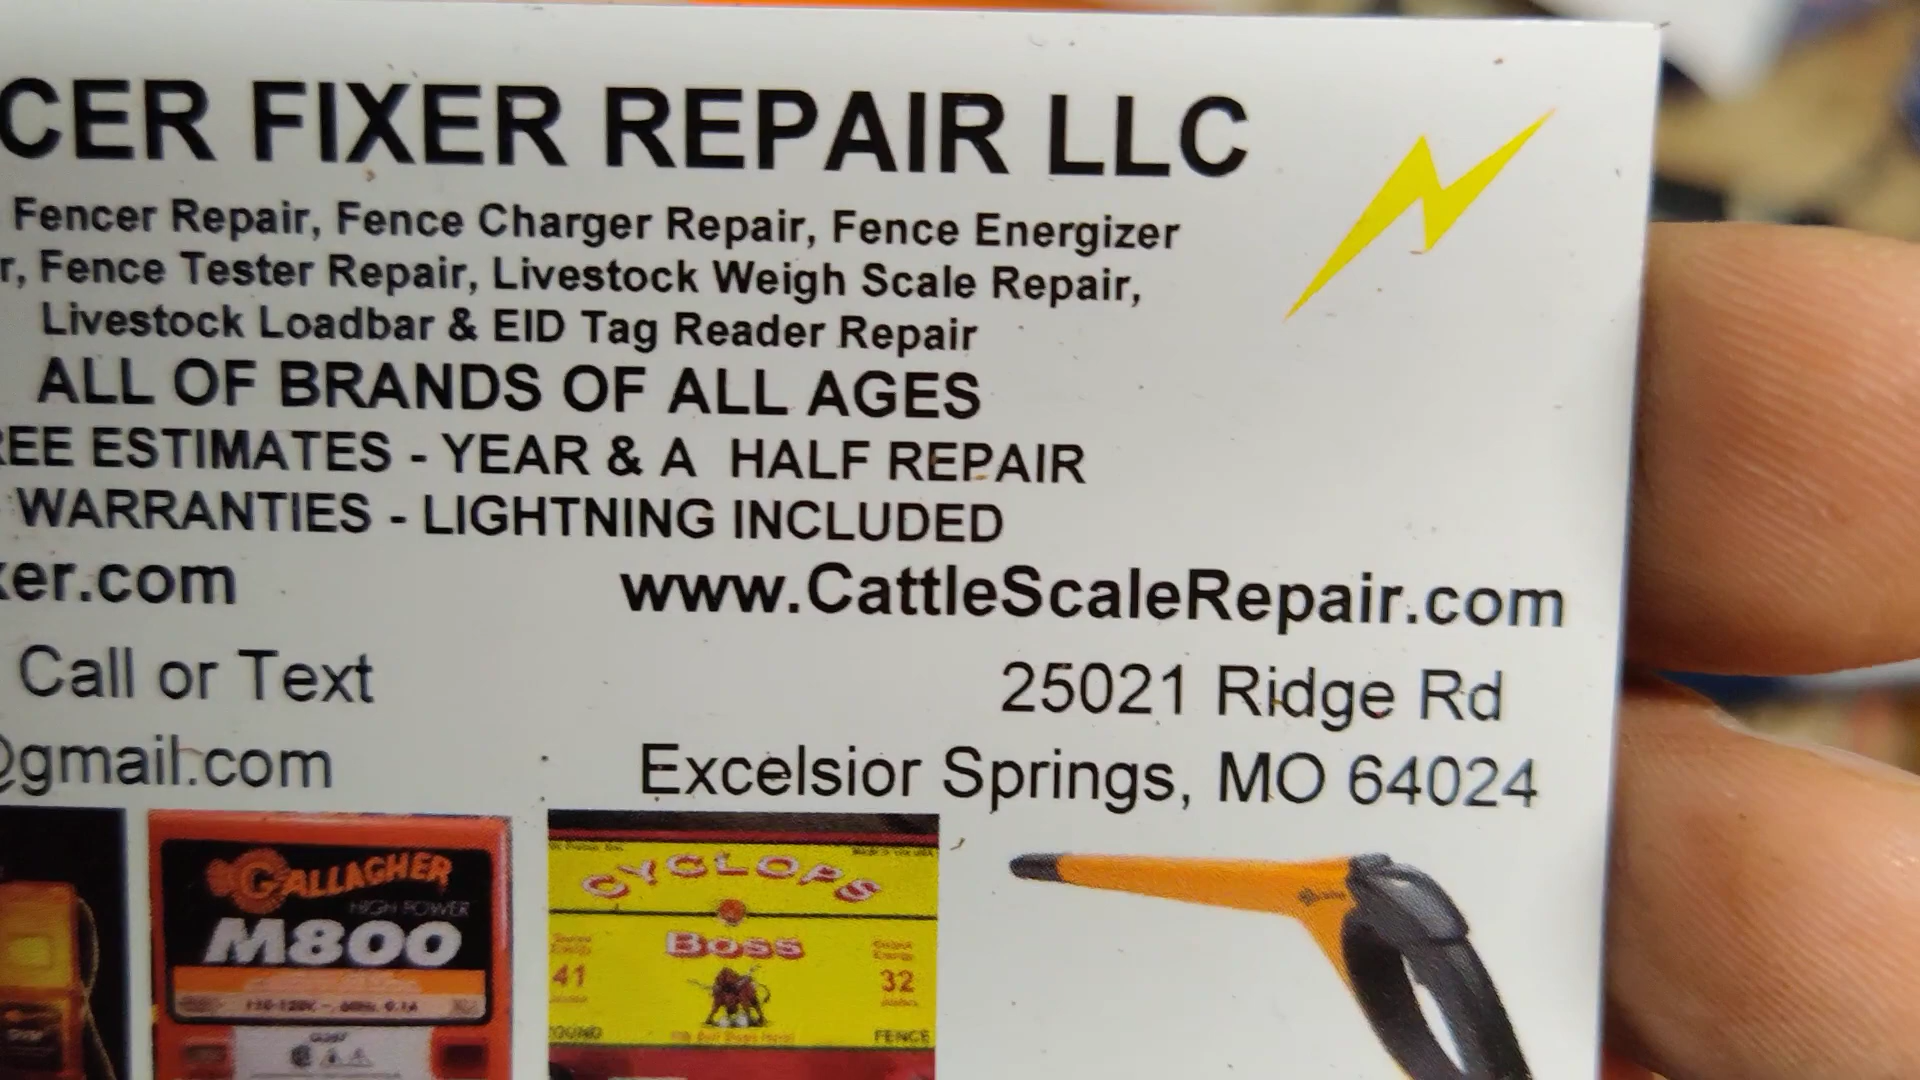 CER FIXER REPAIR LLC
Fencer Repair, Fence Charger Repair, Fence Energizer
r, Fence Tester Repair, Livestock Weigh Scale Repair,
Livestock Loadbar & EID Tag Reader Repair
ALL OF BRANDS OF ALL AGES
REE ESTIMATES - YEAR & A HALF REPAIR
WARRANTIES - LIGHTNING INCLUDED
xer.com
www.CattleScaleRepair.com
Call or Text
25021 Ridge Rd
@gmail.com
Excelsior Springs, MO 64024
GALLAGHER
HIGH POWER
M800
CYCLOPS
BOSS
41
32
FENCE